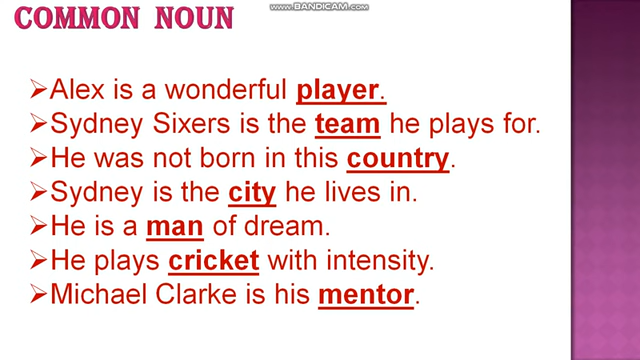 www.BANDICAM.com
COMMON NOUN
➢Alex is a wonderful player.
➢Sydney Sixers is the team he plays for.
➢He was not born in this country.
➢Sydney is the city he lives in.
➢He is a man of dream.
➢He plays cricket with intensity.
➢Michael Clarke is his mentor.